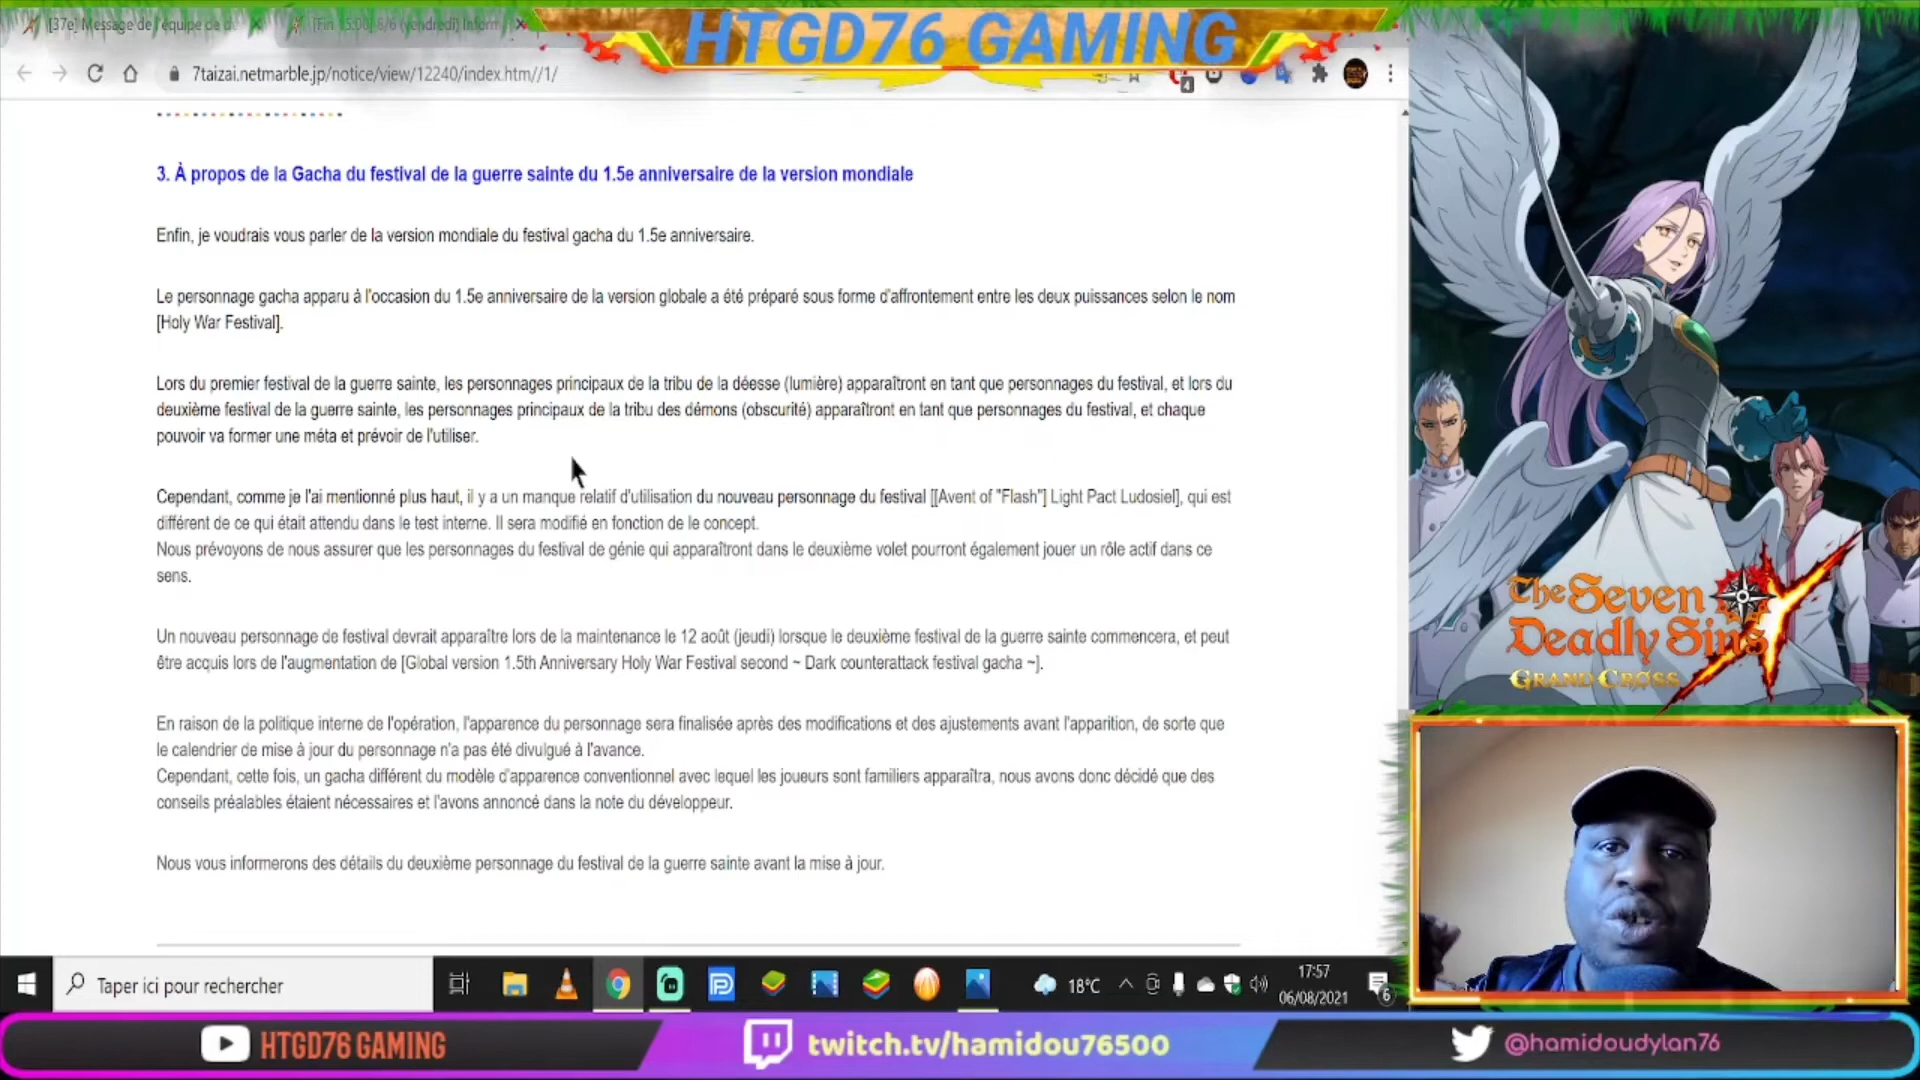 [37e] Message de l'équipe de d
[Fin 15:00] 8/6 (vendredi) Inform
HTGD76 GAMING
7taizai.netmarble.jp/notice/view/12240/index.htm//1/
4
3. À propos de la Gacha du festival de la guerre sainte du 1.5e anniversaire de la version mondiale
Enfin, je voudrais vous parler de la version mondiale du festival gacha du 1.5e anniversaire.
Le personnage gacha apparu à l'occasion du 1.5e anniversaire de la version globale a été préparé sous forme d'affrontement entre les deux puissances selon le nom
[Holy War Festival].
Lors du premier festival de la guerre sainte, les personnages principaux de la tribu de la déesse (lumière) apparaîtront en tant que personnages du festival, et lors du
deuxième festival de la guerre sainte, les personnages principaux de la tribu des démons (obscurité) apparaîtront en tant que personnages du festival, et chaque
pouvoir va former une méta et prévoir de l'utiliser.
Cependant, comme je l'ai mentionné plus haut, il y a un manque relatif d'utilisation du nouveau personnage du festival [[Avent of "Flash"] Light Pact Ludosiel], qui est
différent de ce qui était attendu dans le test interne. Il sera modifié en fonction de le concept.
Nous prévoyons de nous assurer que les personnages du festival de génie qui apparaîtront dans le deuxième volet pourront également jouer un rôle actif dans ce
sens.
Un nouveau personnage de festival devrait apparaître lors de la maintenance le 12 août (jeudi) lorsque le deuxième festival de la guerre sainte commencera, et peut
être acquis lors de l'augmentation de [Global version 1.5th Anniversary Holy War Festival second ~ Dark counterattack festival gacha ~].
En raison de la politique interne de l'opération, l'apparence du personnage sera finalisée après des modifications et des ajustements avant l'apparition, de sorte que
le calendrier de mise à jour du personnage n'a pas été divulgué à l'avance.
Cependant, cette fois, un gacha différent du modèle d'apparence conventionnel avec lequel les joueurs sont familiers apparaîtra, nous avons donc décidé que des
conseils préalables étaient nécessaires et l'avons annoncé dans la note du développeur.
Nous vous informerons des détails du deuxième personnage du festival de la guerre sainte avant la mise à jour.
The Seven
Deadly Sins
GRAND CROSS
Taper ici pour rechercher
18°C
17:57
06/08/2021
6
HTGD76 GAMING
twitch.tv/hamidou76500
@hamidoudylan76